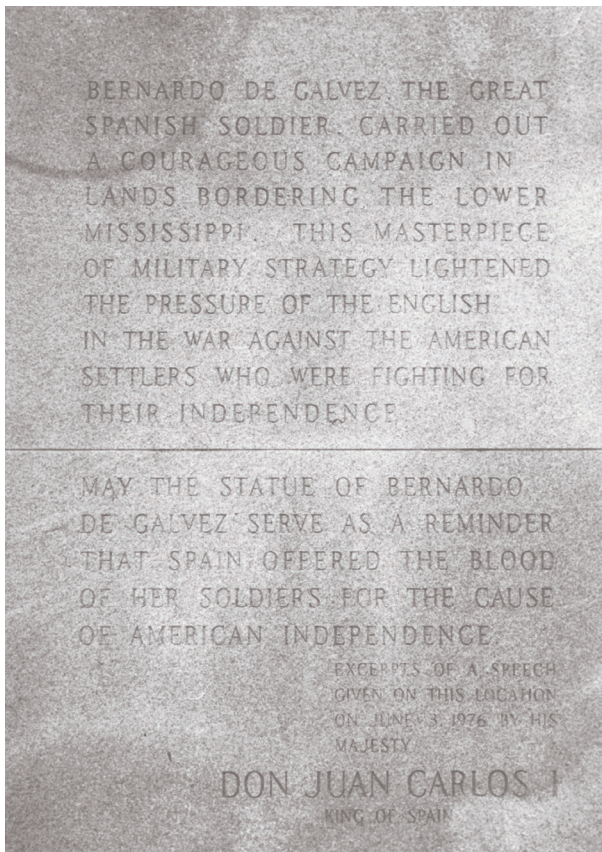 BERNARDO DE GALVEZ THE GREAT
SPANISH SOLDIER, CARRIED OUT
A COURAGEOUS CAMPAIGN IN
LANDS BORDERING THE LOWER
MISSISSIPPI. THIS MASTERPIECE
OF MILITARY STRATEGY LIGHTENED
THE PRESSURE OF THE ENGLISH
IN THE WAR AGAINST THE AMERICAN
SETTLERS WHO WERE FIGHTING FOR
THEIR INDEPENDENCE
MAY THE STATUE OF BERNARDO
DE GALVEZ SERVE AS A REMINDER
THAT SPAIN OFFERED THE BLOOD
OF HER SOLDIERS FOR THE CAUSE
OF AMERICAN INDEPENDENCE.
EXCERPTS OF A SPEECH
GIVEN ON THIS LOCATION
ON JUNE 3, 1976 BY HIS
MAJESTY
DON JUAN CARLOS I
KING OF SPAIN